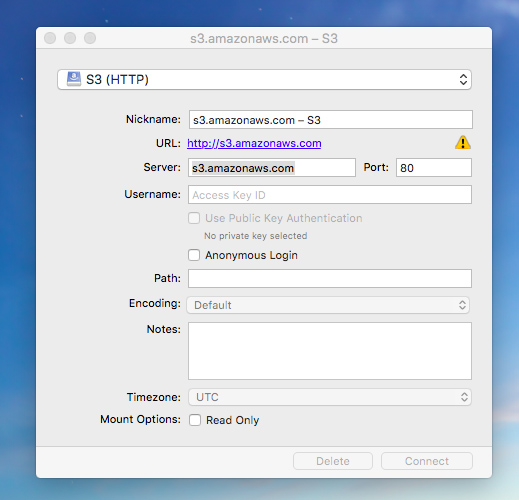 s3.amazonaws.com – S3
S3 (HTTP)
Nickname: s3.amazonaws.com – S3
URL: http://s3.amazonaws.com
Server: s3.amazonaws.com Port: 80
Username: Access Key ID
Use Public Key Authentication
No private key selected
Anonymous Login
Path:
Encoding: Default
Notes:
Timezone: UTC
Mount Options: Read Only
Delete Connect